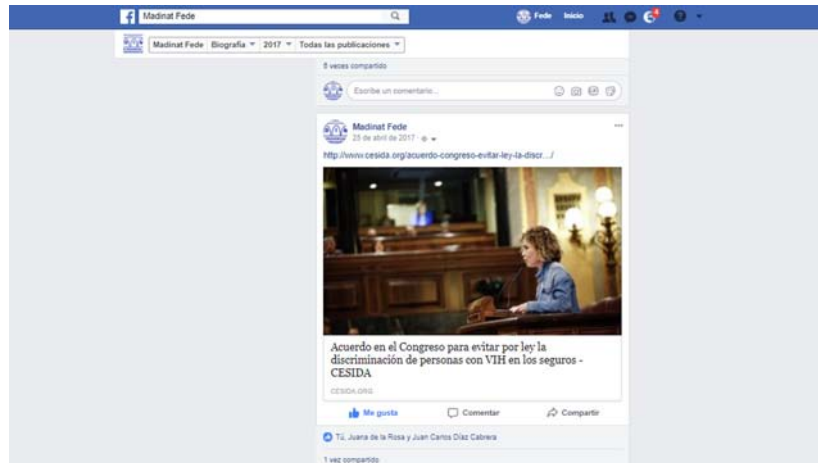 Madinat Fede
Fede Inicio
4
Madinat Fede Biografía 2017 Todas las publicaciones
8 veces compartido
Escribe un comentario...
Madinat Fede
25 de abril de 2017
http://www.cesida.org/acuerdo-congreso-evitar-ley-la-discr.../
Acuerdo en el Congreso para evitar por ley la
discriminación de personas con VIH en los seguros -
CESIDA
CESIDA.ORG
Me gusta Comentar Compartir
Tú, Juana de la Rosa y Juan Carlos Díaz Cabrera
1 vez compartido